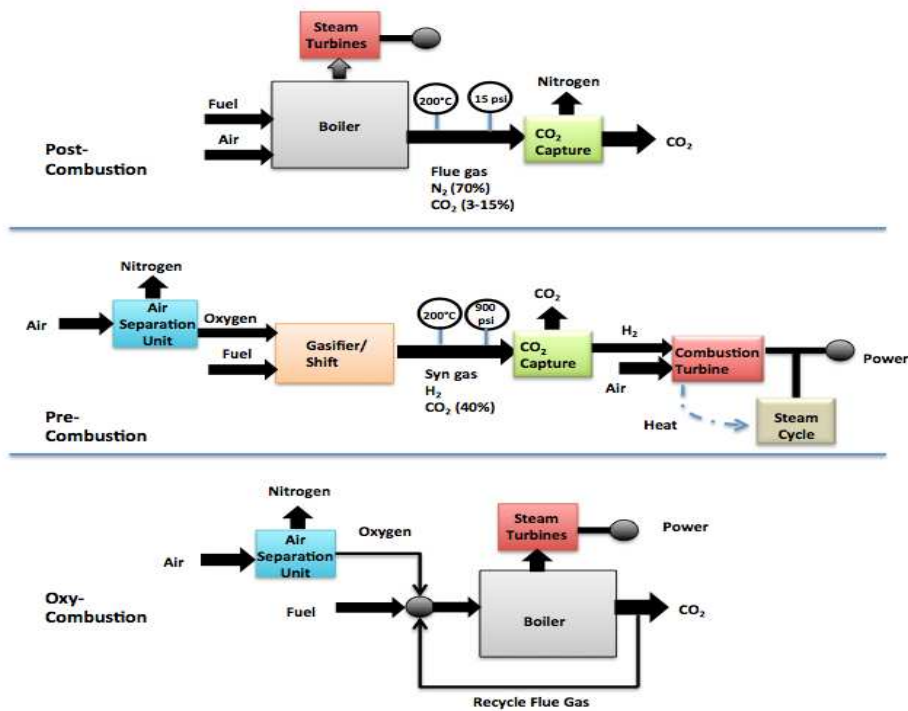 Steam
Turbines
Nitrogen
200°C
15 psi
Fuel
Boiler
CO₂
Capture
Air
CO₂
Post-
Combustion
Flue gas
N₂ (70%)
CO₂ (3-15%)
Nitrogen
CO₂
Air
Air
Separation
Unit
Oxygen
200°C
900
psi
H₂
Fuel
Gasifier/
Shift
CO₂
Capture
Combustion
Turbine
Power
Syn gas
H₂
CO₂ (40%)
Air
Pre-
Combustion
Heat
Steam
Cycle
Nitrogen
Steam
Turbines
Power
Oxygen
Air
Air
Separation
Unit
Oxy-
Combustion
Fuel
Boiler
CO₂
Recycle Flue Gas